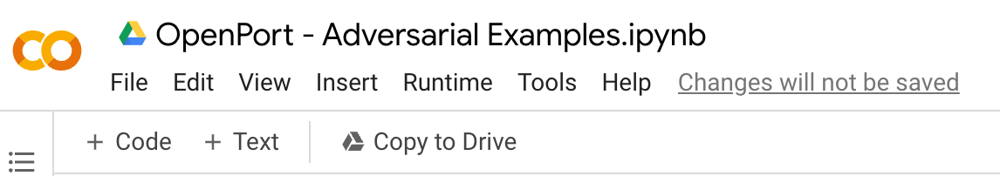 OpenPort - Adversarial Examples.ipynb
File Edit View Insert Runtime Tools Help Changes will not be saved
+ Code + Text Copy to Drive